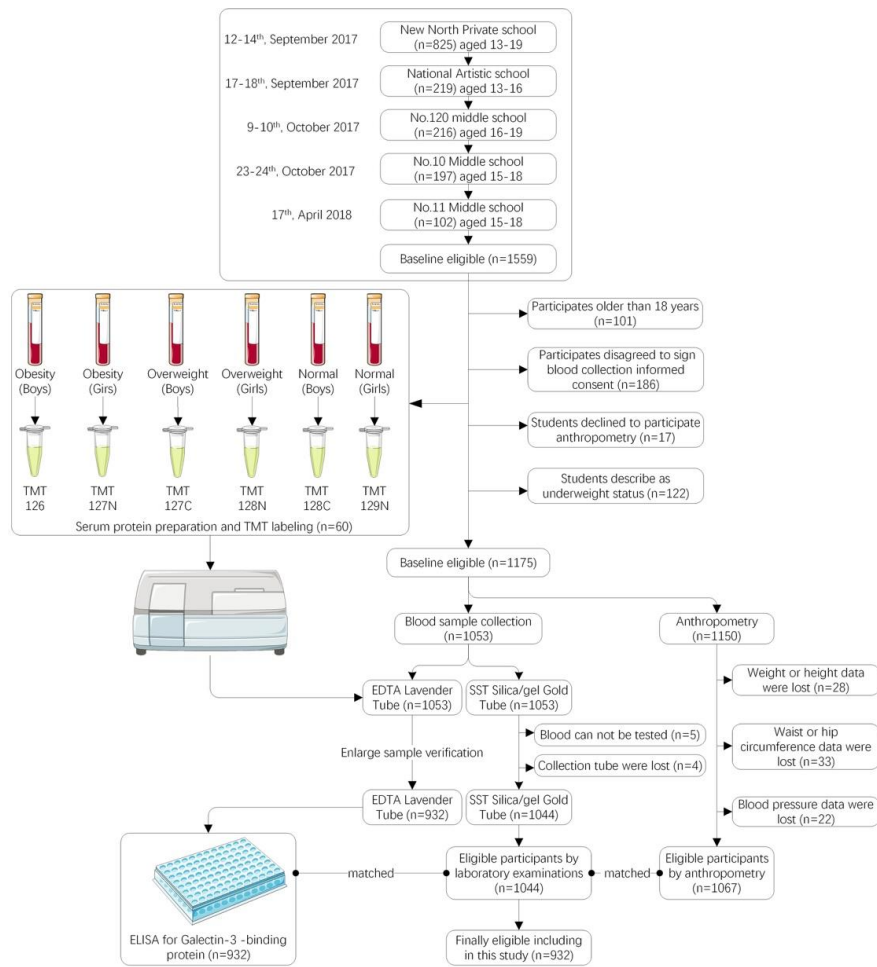 12-14th, September 2017
New North Private school
(n=825) aged 13-19
17-18th, September 2017
National Artistic school
(n=219) aged 13-16
9-10th, October 2017
No.120 middle school
(n=216) aged 16-19
23-24th, October 2017
No.10 Middle school
(n=197) aged 15-18
17th, April 2018
No.11 Middle school
(n=102) aged 15-18
Baseline eligible (n=1559)
Participates older than 18 years
(n=101)
Participates disagreed to sign
blood collection informed
consent (n=186)
Students declined to participate
anthropometry (n=17)
Students describe as
underweight status (n=122)
Obesity
(Boys)
Obesity
(Girs)
Overweight
(Boys)
Overweight
(Girls)
Normal
(Boys)
Normal
(Girls)
TMT
126
TMT
127N
TMT
127C
TMT
128N
TMT
128C
TMT
129N
Serum protein preparation and TMT labeling (n=60)
Baseline eligible (n=1175)
Blood sample collection
(n=1053)
Anthropometry
(n=1150)
EDTA Lavender
Tube (n=1053)
SST Silica/gel Gold
Tube (n=1053)
Weight or height data
were lost (n=28)
Blood can not be tested (n=5)
Waist or hip
circumference data were
lost (n=33)
Enlarge sample verification
Collection tube were lost (n=4)
EDTA Lavender
Tube (n=932)
SST Silica/gel Gold
Tube (n=1044)
Blood pressure data were
lost (n=22)
matched
Eligible participants by
laboratory examinations
(n=1044)
matched
Eligible participants
by anthropometry
(n=1067)
ELISA for Galectin-3 -binding
protein (n=932)
Finally eligible including
in this study (n=932)